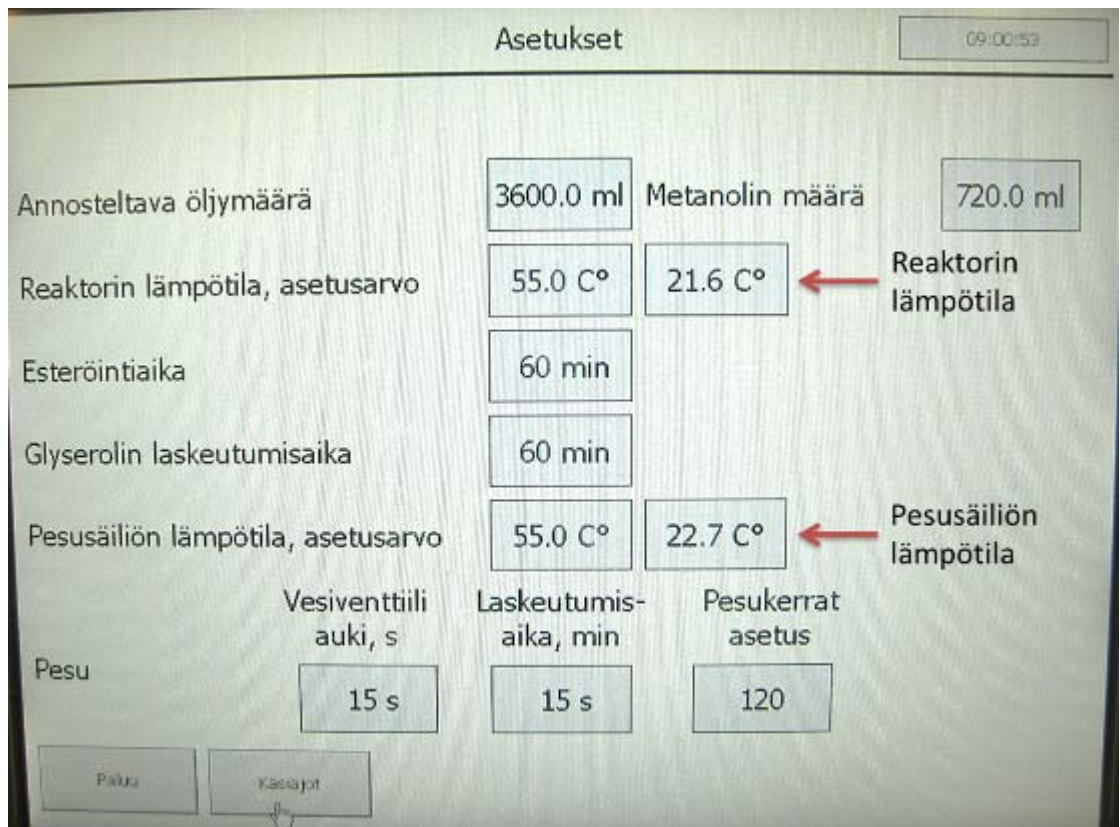 Asetukset 09:00:53
Annosteltava öljymäärä 3600.0 ml Metanolin määrä 720.0 ml
Reaktorin lämpötila, asetusarvo 55.0 C° 21.6 C° Reaktorin
lämpötila
Esteröintiaika 60 min
Glyserolin laskeutumisaika 60 min
Pesusäiliön lämpötila, asetusarvo 55.0 C° 22.7 C° Pesusäiliön
lämpötila
Vesiventtiili Laskeutumis- Pesukerrat
auki, s aika, min asetus
Pesu
15 s 15 s 120
Paluu Käsiajot